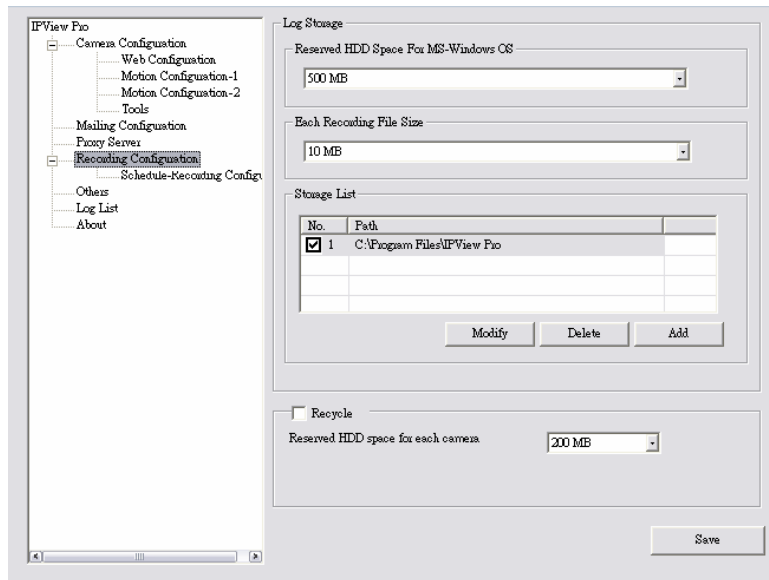 IPView Pro
Camera Configuration
Web Configuration
Motion Configuration-1
Motion Configuration-2
Tools
Mailing Configuration
Proxy Server
Recording Configuration
Schedule-Recording Configu
Others
Log List
About
Log Storage
Reserved HDD Space For MS-Windows OS
500 MB
Each Recording File Size
10 MB
Storage List
No. Path
1 C:\Program Files\IPView Pro
Modify Delete Add
Recycle
Reserved HDD space for each camera 200 MB
Save